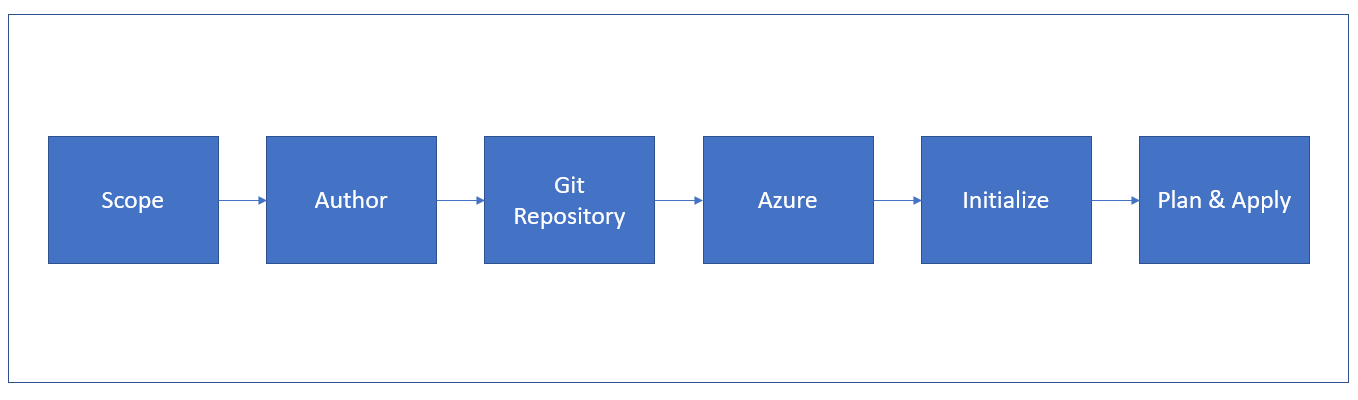 Scope
Author
Git
Repository
Azure
Initialize
Plan & Apply